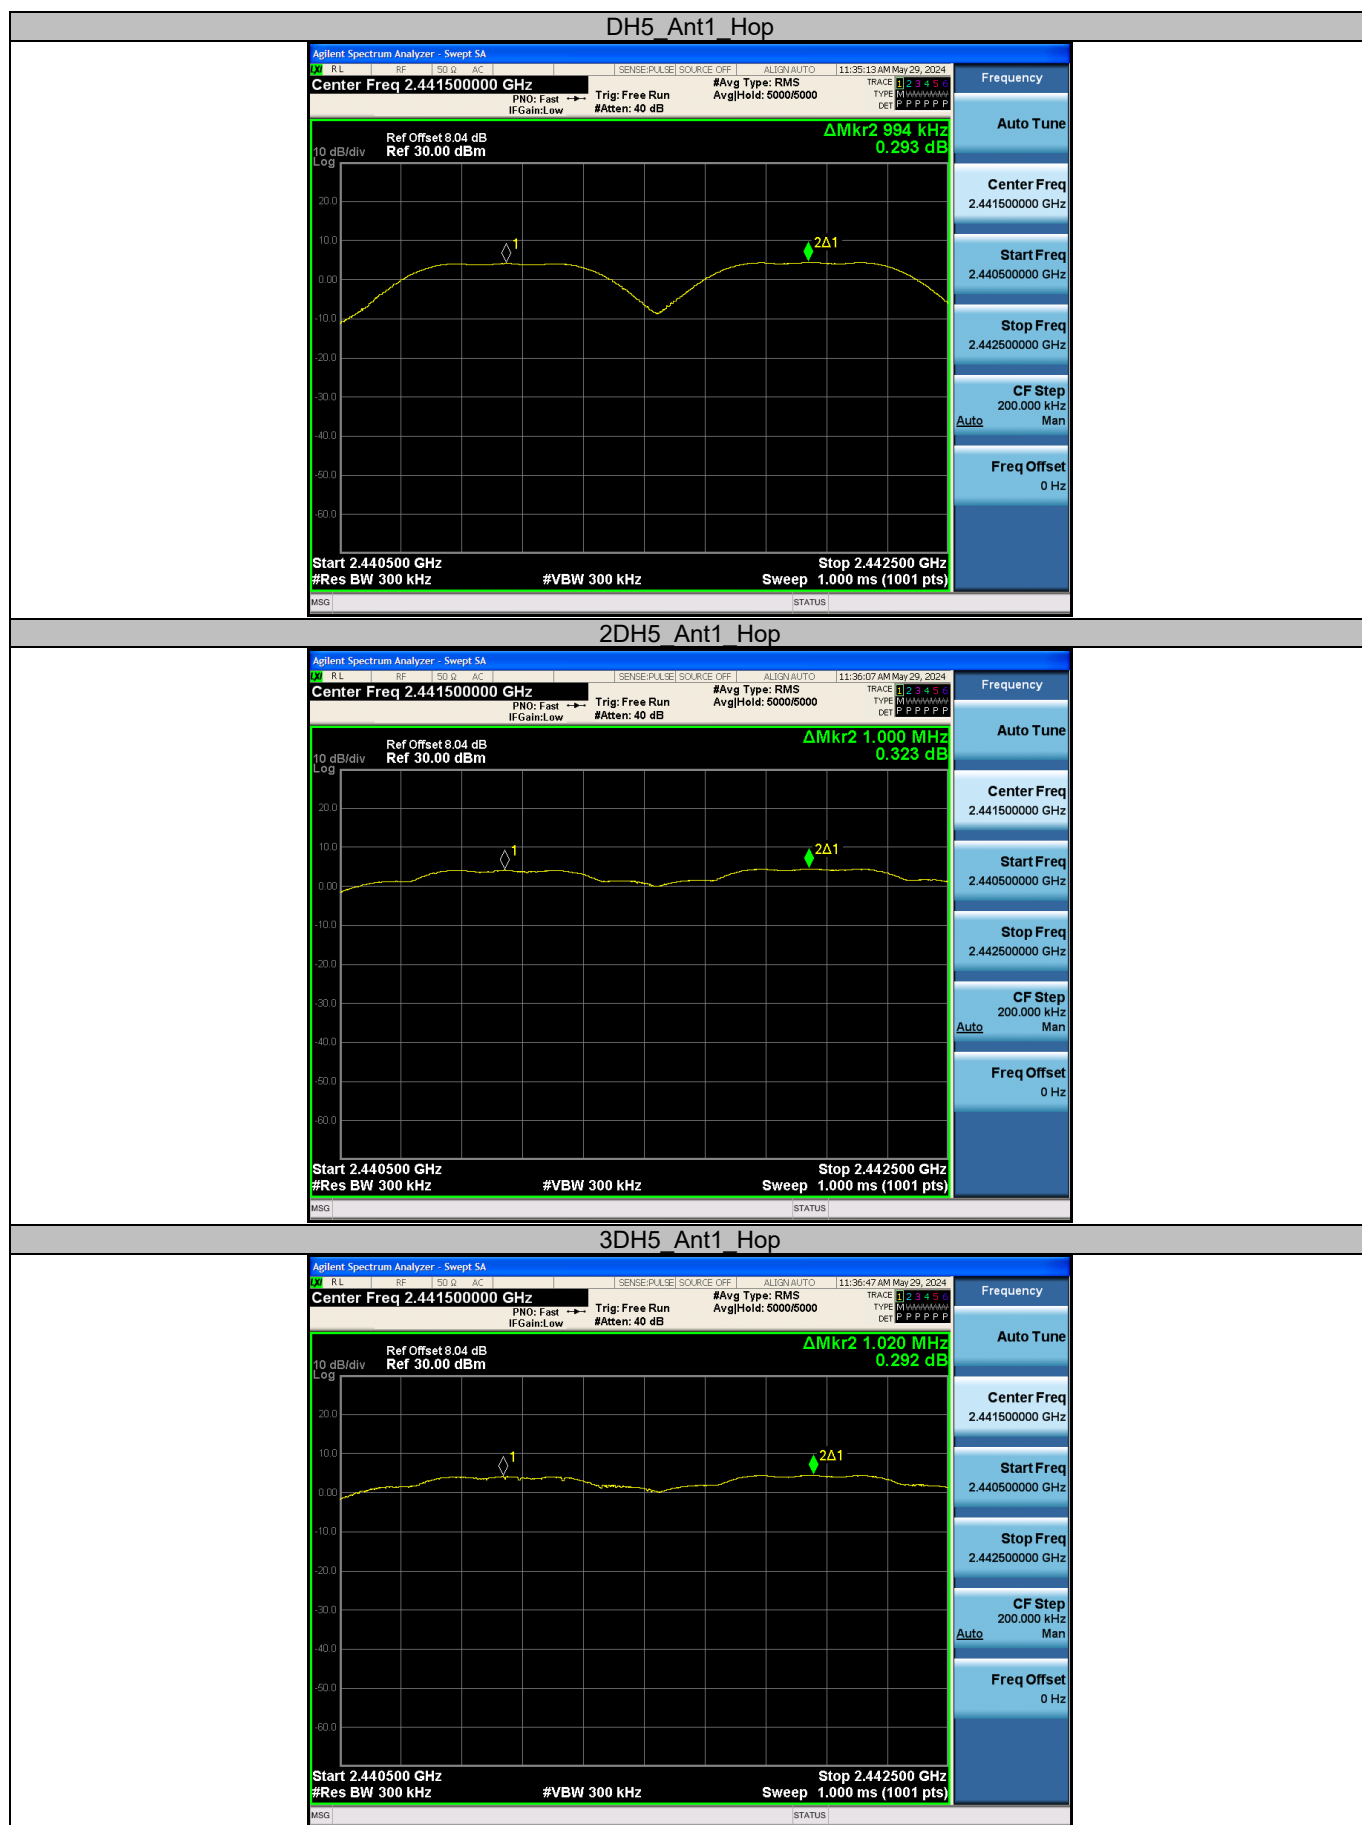 DH5_Ant1_Hop
Agilent Spectrum Analyzer - Swept SA
LXI RL RF 50 Ω AC SENSE:PULSE SOURCE OFF ALIGN AUTO 11:35:13 AM May 29, 2024
Center Freq 2.441500000 GHz
PNO: Fast
IFGain:Low
Trig: Free Run
#Atten: 40 dB
#Avg Type: RMS
Avg|Hold: 5000/5000
TRACE 1 2 3 4 5 6
TYPE M WWWWW
DET P P P P P P
Frequency
Auto Tune
Center Freq
2.441500000 GHz
Start Freq
2.440500000 GHz
Stop Freq
2.442500000 GHz
CF Step
200.000 kHz
Auto Man
Freq Offset
0 Hz
ΔMkr2 994 kHz
0.293 dB
Ref Offset 8.04 dB
10 dB/div Ref 30.00 dBm
Log
20.0
10.0
0.00
-10.0
-20.0
-30.0
-40.0
-50.0
-60.0
1
2Δ1
Start 2.440500 GHz Stop 2.442500 GHz
#Res BW 300 kHz #VBW 300 kHz Sweep 1.000 ms (1001 pts)
MSG STATUS
2DH5_Ant1_Hop
Agilent Spectrum Analyzer - Swept SA
LXI RL RF 50 Ω AC SENSE:PULSE SOURCE OFF ALIGN AUTO 11:36:07 AM May 29, 2024
Center Freq 2.441500000 GHz
PNO: Fast
IFGain:Low
Trig: Free Run
#Atten: 40 dB
#Avg Type: RMS
Avg|Hold: 5000/5000
TRACE 1 2 3 4 5 6
TYPE M WWWWW
DET P P P P P P
Frequency
Auto Tune
Center Freq
2.441500000 GHz
Start Freq
2.440500000 GHz
Stop Freq
2.442500000 GHz
CF Step
200.000 kHz
Auto Man
Freq Offset
0 Hz
ΔMkr2 1.000 MHz
0.323 dB
Ref Offset 8.04 dB
10 dB/div Ref 30.00 dBm
Log
20.0
10.0
0.00
-10.0
-20.0
-30.0
-40.0
-50.0
-60.0
1
2Δ1
Start 2.440500 GHz Stop 2.442500 GHz
#Res BW 300 kHz #VBW 300 kHz Sweep 1.000 ms (1001 pts)
MSG STATUS
3DH5_Ant1_Hop
Agilent Spectrum Analyzer - Swept SA
LXI RL RF 50 Ω AC SENSE:PULSE SOURCE OFF ALIGN AUTO 11:36:47 AM May 29, 2024
Center Freq 2.441500000 GHz
PNO: Fast
IFGain:Low
Trig: Free Run
#Atten: 40 dB
#Avg Type: RMS
Avg|Hold: 5000/5000
TRACE 1 2 3 4 5 6
TYPE M WWWWW
DET P P P P P P
Frequency
Auto Tune
Center Freq
2.441500000 GHz
Start Freq
2.440500000 GHz
Stop Freq
2.442500000 GHz
CF Step
200.000 kHz
Auto Man
Freq Offset
0 Hz
ΔMkr2 1.020 MHz
0.292 dB
Ref Offset 8.04 dB
10 dB/div Ref 30.00 dBm
Log
20.0
10.0
0.00
-10.0
-20.0
-30.0
-40.0
-50.0
-60.0
1
2Δ1
Start 2.440500 GHz Stop 2.442500 GHz
#Res BW 300 kHz #VBW 300 kHz Sweep 1.000 ms (1001 pts)
MSG STATUS